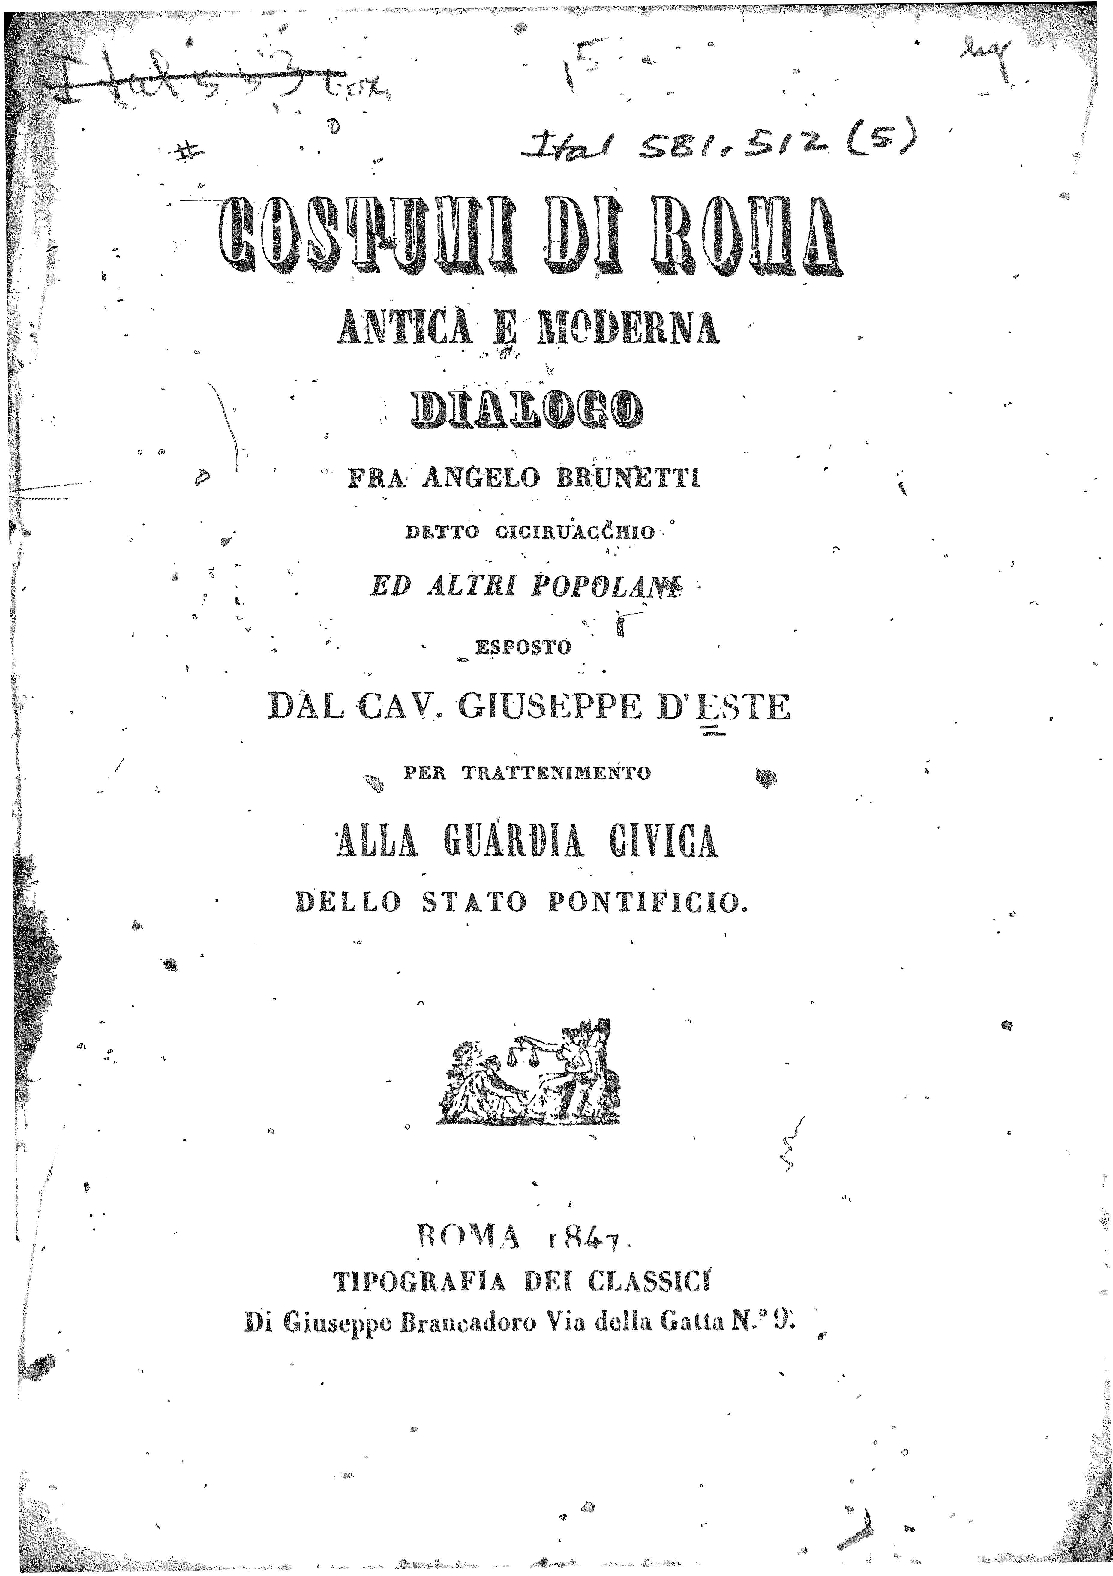 5
Ital 581.512 (5)
COSTUMI DI ROMA
ANTICA E MODERNA
DIALOGO
FRA ANGELO BRUNETTI
DETTO CICIRUACCHIO
ED ALTRI POPOLANI
ESPOSTO
DAL CAV. GIUSEPPE D'ESTE
PER TRATTENIMENTO
ALLA GUARDIA CIVICA
DELLO STATO PONTIFICIO.
ROMA 1847.
TIPOGRAFIA DEI CLASSICI
Di Giuseppe Brancadoro Via della Gatta N.° 9.